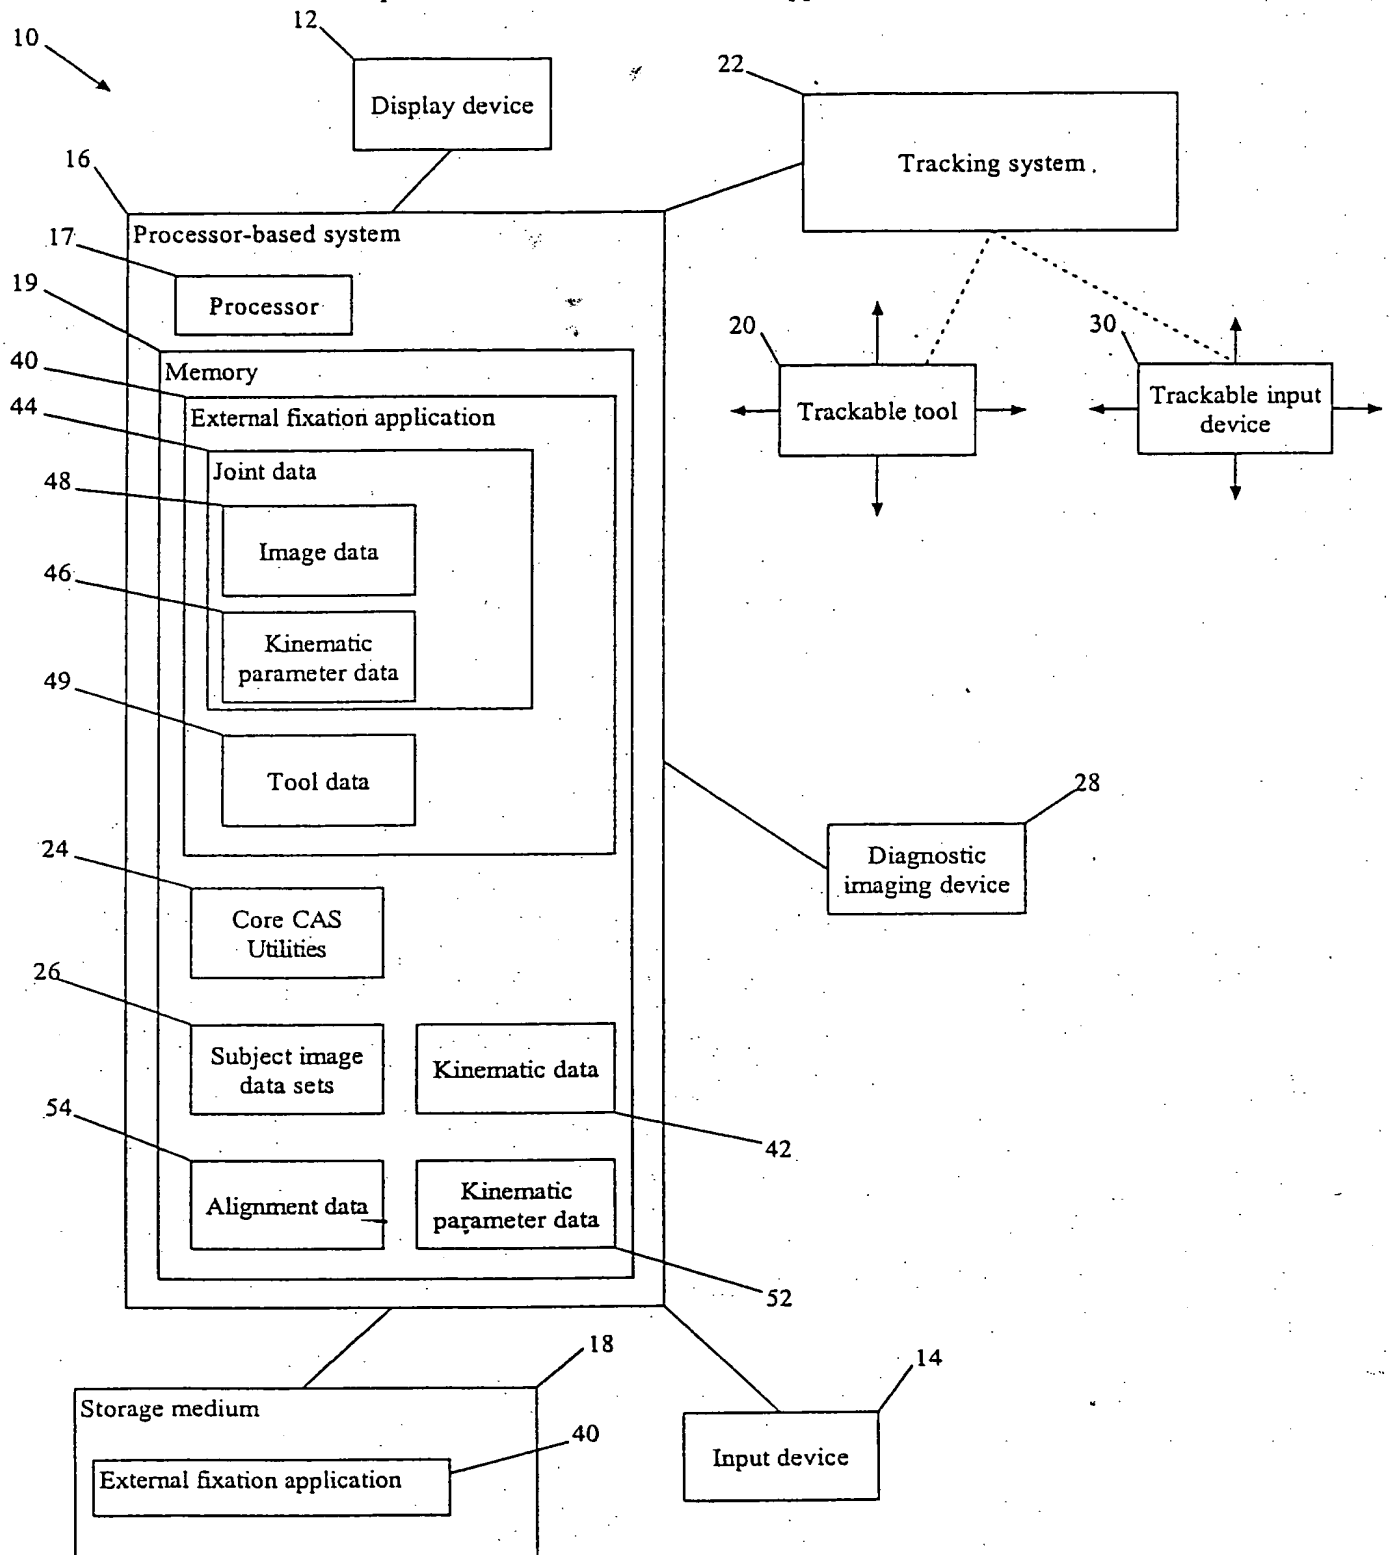 12
10
22
Display device
16
Tracking system
Processor-based system
17
Processor
19
20
30
40
Memory
External fixation application
Trackable tool
Trackable input
device
44
Joint data
48
Image data
46
Kinematic
parameter data
49
Tool data
28
Diagnostic
imaging device
24
Core CAS
Utilities
26
Subject image
data sets
Kinematic data
54
42
Alignment data
Kinematic
parameter data
52
18
14
Storage medium
40
External fixation application
Input device